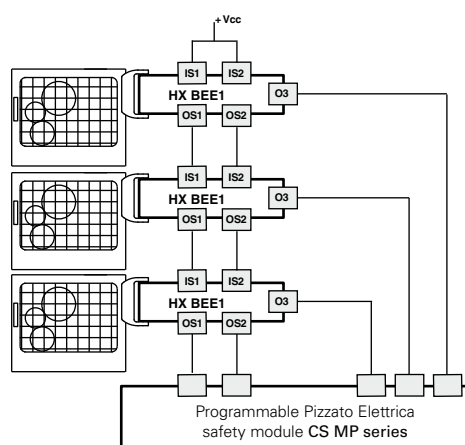 + Vcc
IS1 IS2
HX BEE1 O3
OS1 OS2
IS1 IS2
HX BEE1 O3
OS1 OS2
IS1 IS2
HX BEE1 O3
OS1 OS2
Programmable Pizzato Elettrica
safety module CS MP series